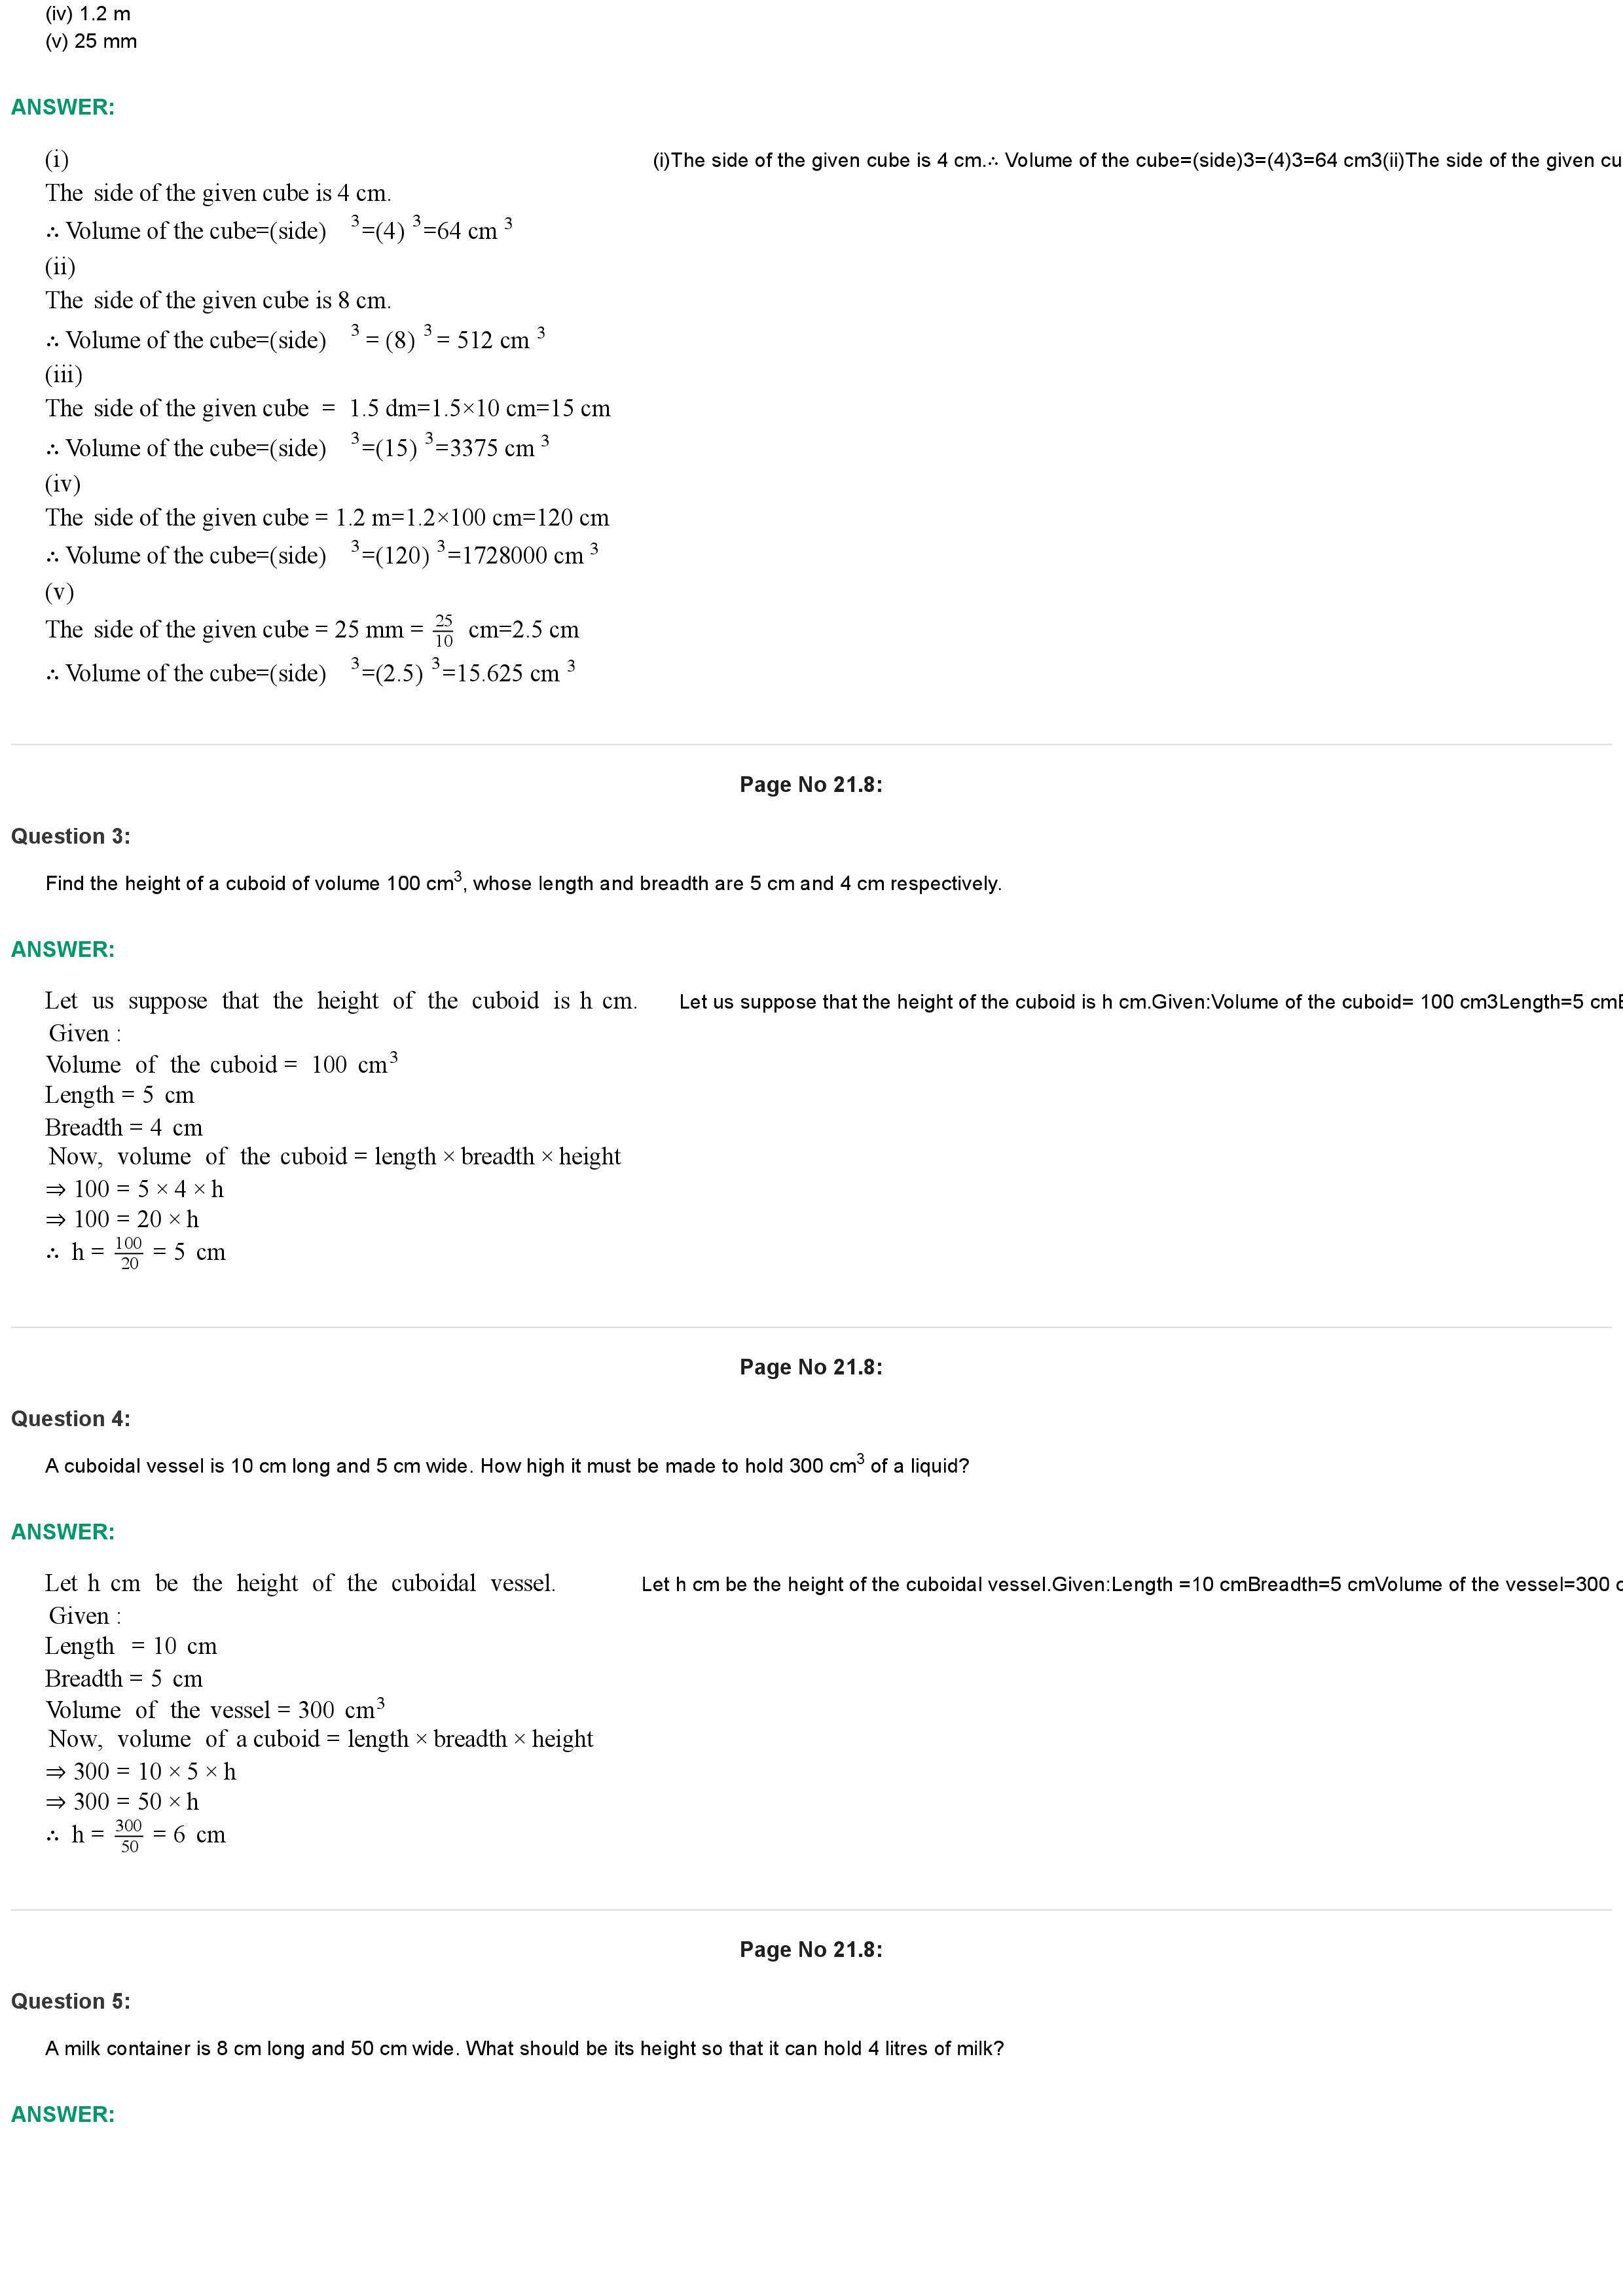 (iv) 1.2 m
(v) 25 mm
ANSWER:
(i) (i)The side of the given cube is 4 cm.∴ Volume of the cube=(side)3=(4)3=64 cm3(ii)The side of the given cu
The side of the given cube is 4 cm.
∴ Volume of the cube=(side) ³=(4) ³=64 cm ³
(ii)
The side of the given cube is 8 cm.
∴ Volume of the cube=(side) ³ = (8) ³ = 512 cm ³
(iii)
The side of the given cube = 1.5 dm=1.5×10 cm=15 cm
∴ Volume of the cube=(side) ³=(15) ³=3375 cm ³
(iv)
The side of the given cube = 1.2 m=1.2×100 cm=120 cm
∴ Volume of the cube=(side) ³=(120) ³=1728000 cm ³
(v)
The side of the given cube = 25 mm = 25/10 cm=2.5 cm
∴ Volume of the cube=(side) ³=(2.5) ³=15.625 cm ³
Page No 21.8:
Question 3:
Find the height of a cuboid of volume 100 cm³, whose length and breadth are 5 cm and 4 cm respectively.
ANSWER:
Let us suppose that the height of the cuboid is h cm. Let us suppose that the height of the cuboid is h cm.Given:Volume of the cuboid= 100 cm3Length=5 cmB
Given :
Volume of the cuboid = 100 cm³
Length = 5 cm
Breadth = 4 cm
Now, volume of the cuboid = length × breadth × height
⇒ 100 = 5 × 4 × h
⇒ 100 = 20 × h
∴ h = 100/20 = 5 cm
Page No 21.8:
Question 4:
A cuboidal vessel is 10 cm long and 5 cm wide. How high it must be made to hold 300 cm³ of a liquid?
ANSWER:
Let h cm be the height of the cuboidal vessel. Let h cm be the height of the cuboidal vessel.Given:Length =10 cmBreadth=5 cmVolume of the vessel=300 c
Given :
Length = 10 cm
Breadth = 5 cm
Volume of the vessel = 300 cm³
Now, volume of a cuboid = length × breadth × height
⇒ 300 = 10 × 5 × h
⇒ 300 = 50 × h
∴ h = 300/50 = 6 cm
Page No 21.8:
Question 5:
A milk container is 8 cm long and 50 cm wide. What should be its height so that it can hold 4 litres of milk?
ANSWER: